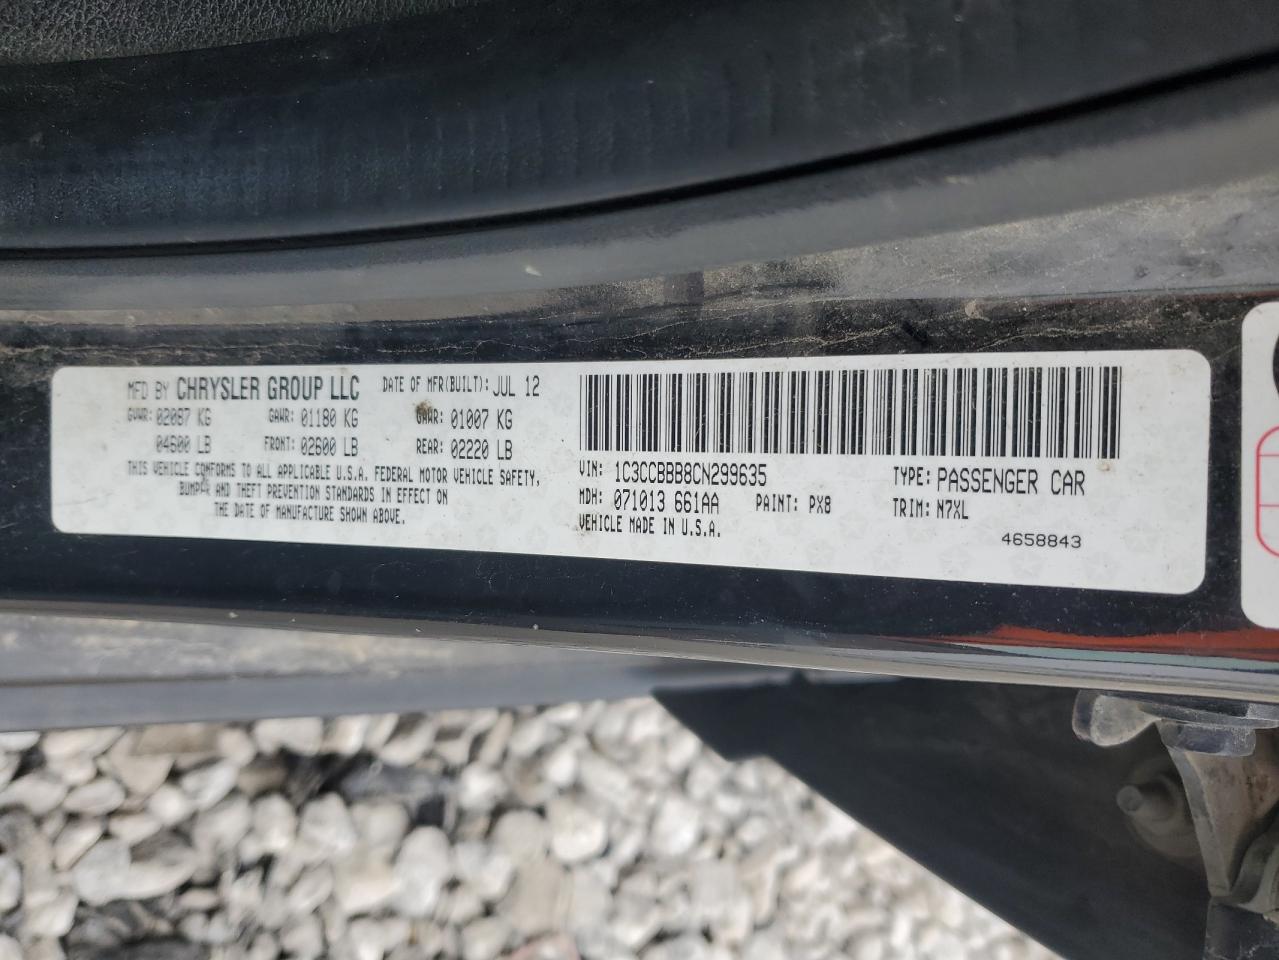 MFD BY CHRYSLER GROUP LLC DATE OF MFR(BUILT): JUL 12
GVWR: 02087 KG GAWR: 01180 KG GAWR: 01007 KG
04600 LB FRONT: 02600 LB REAR: 02220 LB
THIS VEHICLE CONFORMS TO ALL APPLICABLE U.S.A. FEDERAL MOTOR VEHICLE SAFETY,
BUMPER AND THEFT PREVENTION STANDARDS IN EFFECT ON
THE DATE OF MANUFACTURE SHOWN ABOVE.
VIN: 1C3CCBBB8CN299635 TYPE: PASSENGER CAR
MDH: 071013 661AA PAINT: PX8 TRIM: N7XL
VEHICLE MADE IN U.S.A.
4658843